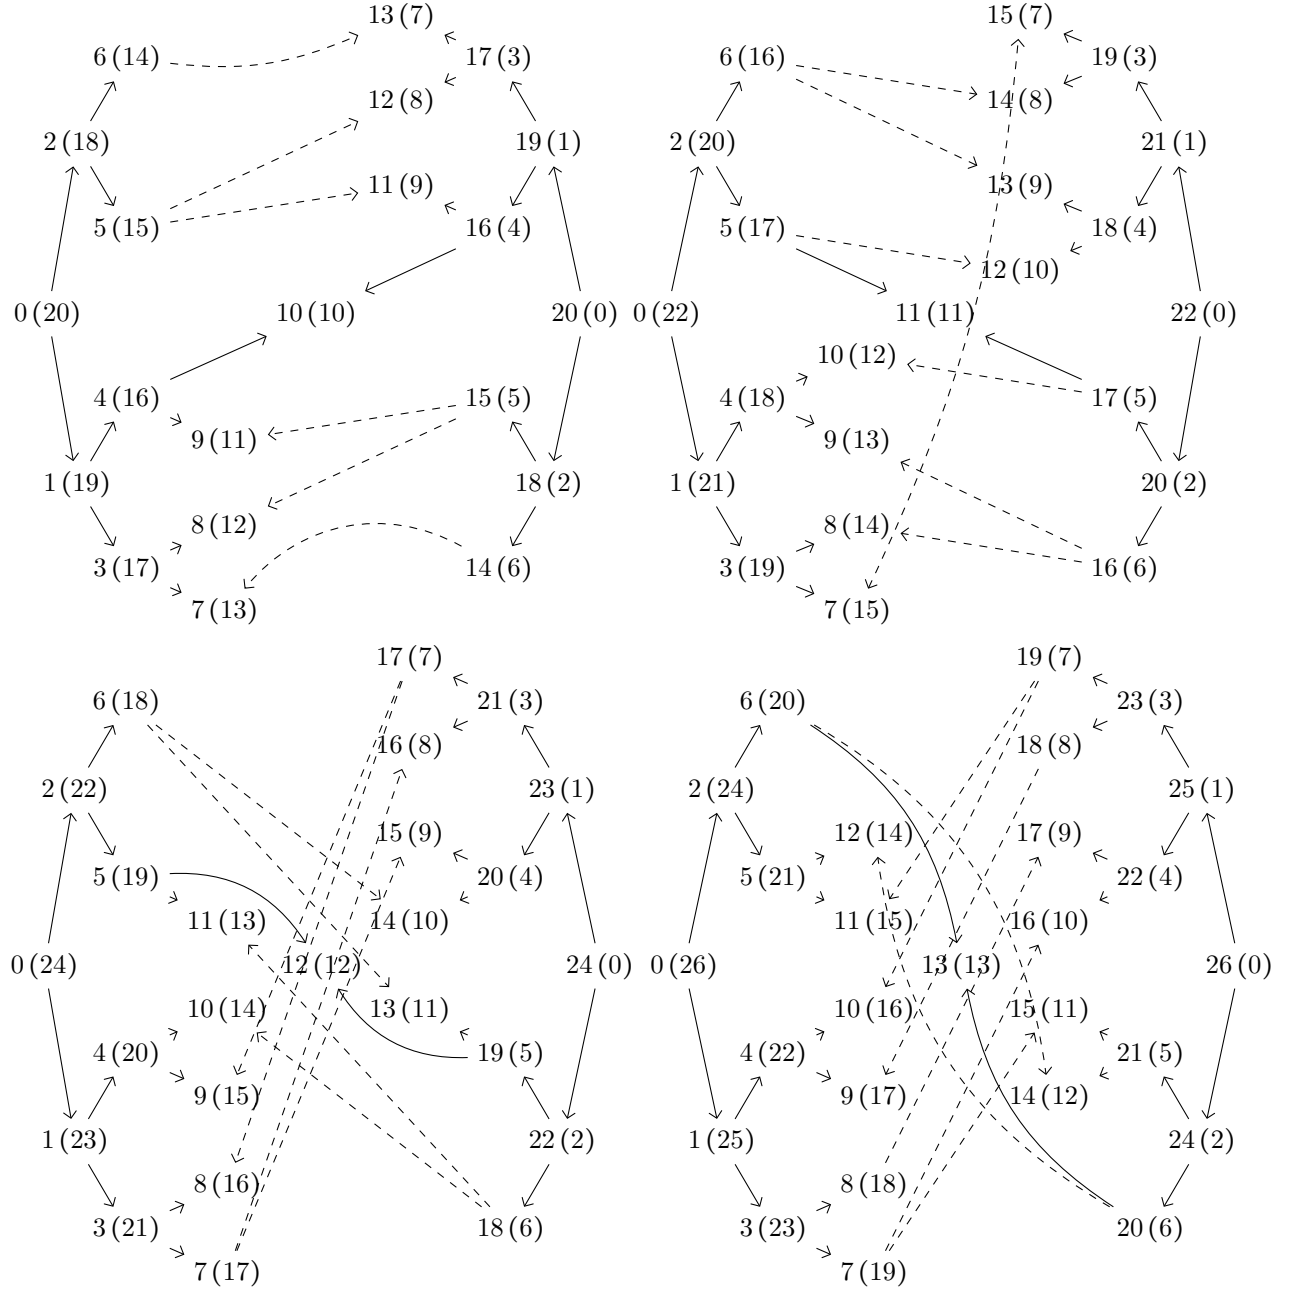 13 (7) 15 (7)
6 (14) 17 (3) 6 (16) 19 (3)
12 (8) 14 (8)
2 (18) 19 (1) 2 (20) 21 (1)
11 (9) 13 (9)
5 (15) 16 (4) 5 (17) 18 (4)
12 (10)
0 (20) 10 (10) 20 (0) 0 (22) 11 (11) 22 (0)
10 (12)
4 (16) 15 (5) 4 (18) 17 (5)
9 (11) 9 (13)
1 (19) 18 (2) 1 (21) 20 (2)
8 (12) 8 (14)
3 (17) 14 (6) 3 (19) 16 (6)
7 (13) 7 (15)
17 (7) 19 (7)
6 (18) 21 (3) 6 (20) 23 (3)
16 (8) 18 (8)
2 (22) 23 (1) 2 (24) 25 (1)
15 (9) 12 (14) 17 (9)
5 (19) 20 (4) 5 (21) 22 (4)
11 (13) 14 (10) 11 (15) 16 (10)
0 (24) 12 (12) 24 (0) 0 (26) 13 (13) 26 (0)
10 (14) 13 (11) 10 (16) 15 (11)
4 (20) 19 (5) 4 (22) 21 (5)
9 (15) 9 (17) 14 (12)
1 (23) 22 (2) 1 (25) 24 (2)
8 (16) 8 (18)
3 (21) 18 (6) 3 (23) 20 (6)
7 (17) 7 (19)